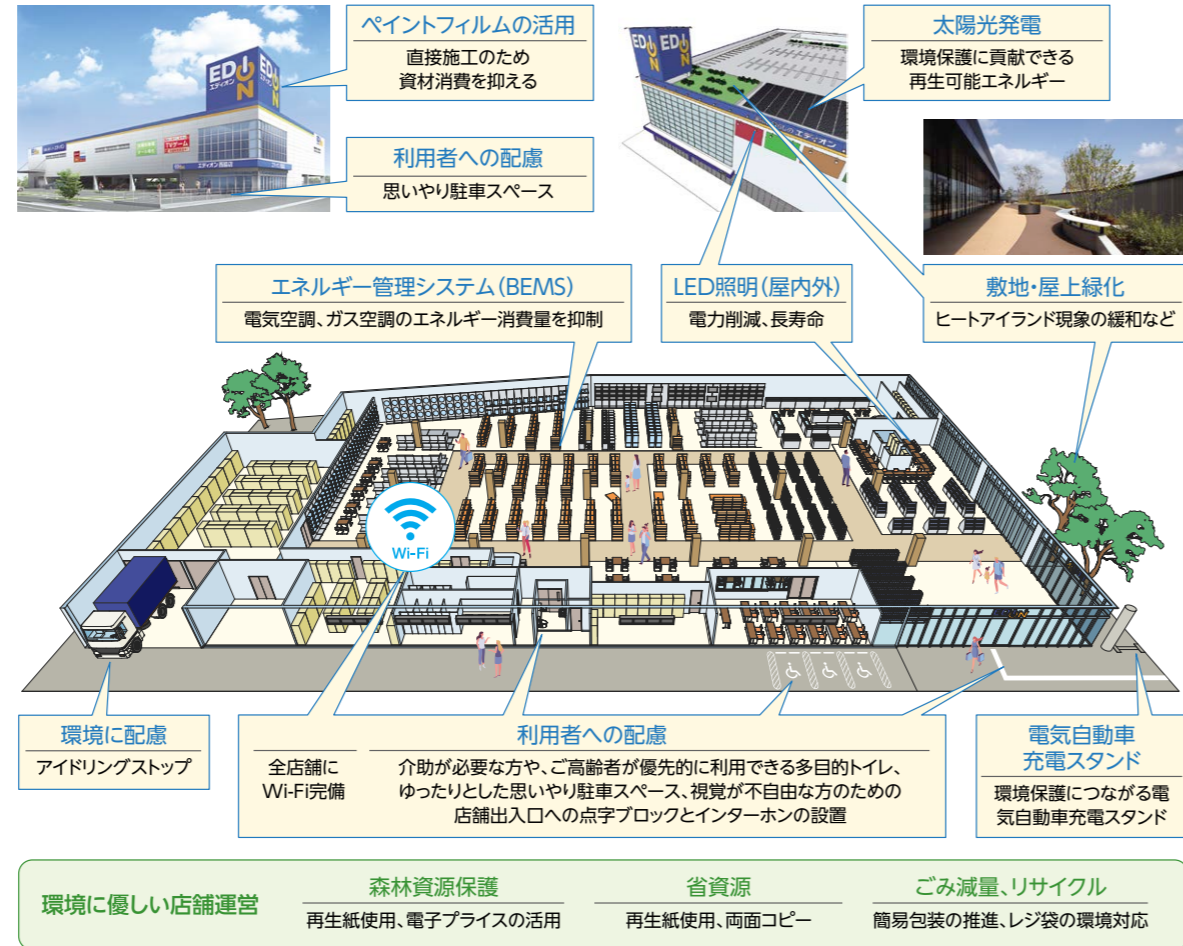 EDION
エディオン
EDION
ペイントフィルムの活用
直接施工のため
資材消費を抑える
利用者への配慮
思いやり駐車スペース
EDION
エディオン
太陽光発電
環境保護に貢献できる
再生可能エネルギー
エネルギー管理システム(BEMS)
電気空調、ガス空調のエネルギー消費量を抑制
LED照明(屋内外)
電力削減、長寿命
敷地・屋上緑化
ヒートアイランド現象の緩和など
Wi-Fi
EDION
環境に配慮
アイドリングストップ
利用者への配慮
全店舗に
Wi-Fi完備
介助が必要な方や、ご高齢者が優先的に利用できる多目的トイレ、
ゆったりとした思いやり駐車スペース、視覚が不自由な方のための
店舗出入口への点字ブロックとインターホンの設置
電気自動車
充電スタンド
環境保護につながる電
気自動車充電スタンド
環境に優しい店舗運営
森林資源保護
再生紙使用、電子プライスの活用
省資源
再生紙使用、両面コピー
ごみ減量、リサイクル
簡易包装の推進、レジ袋の環境対応